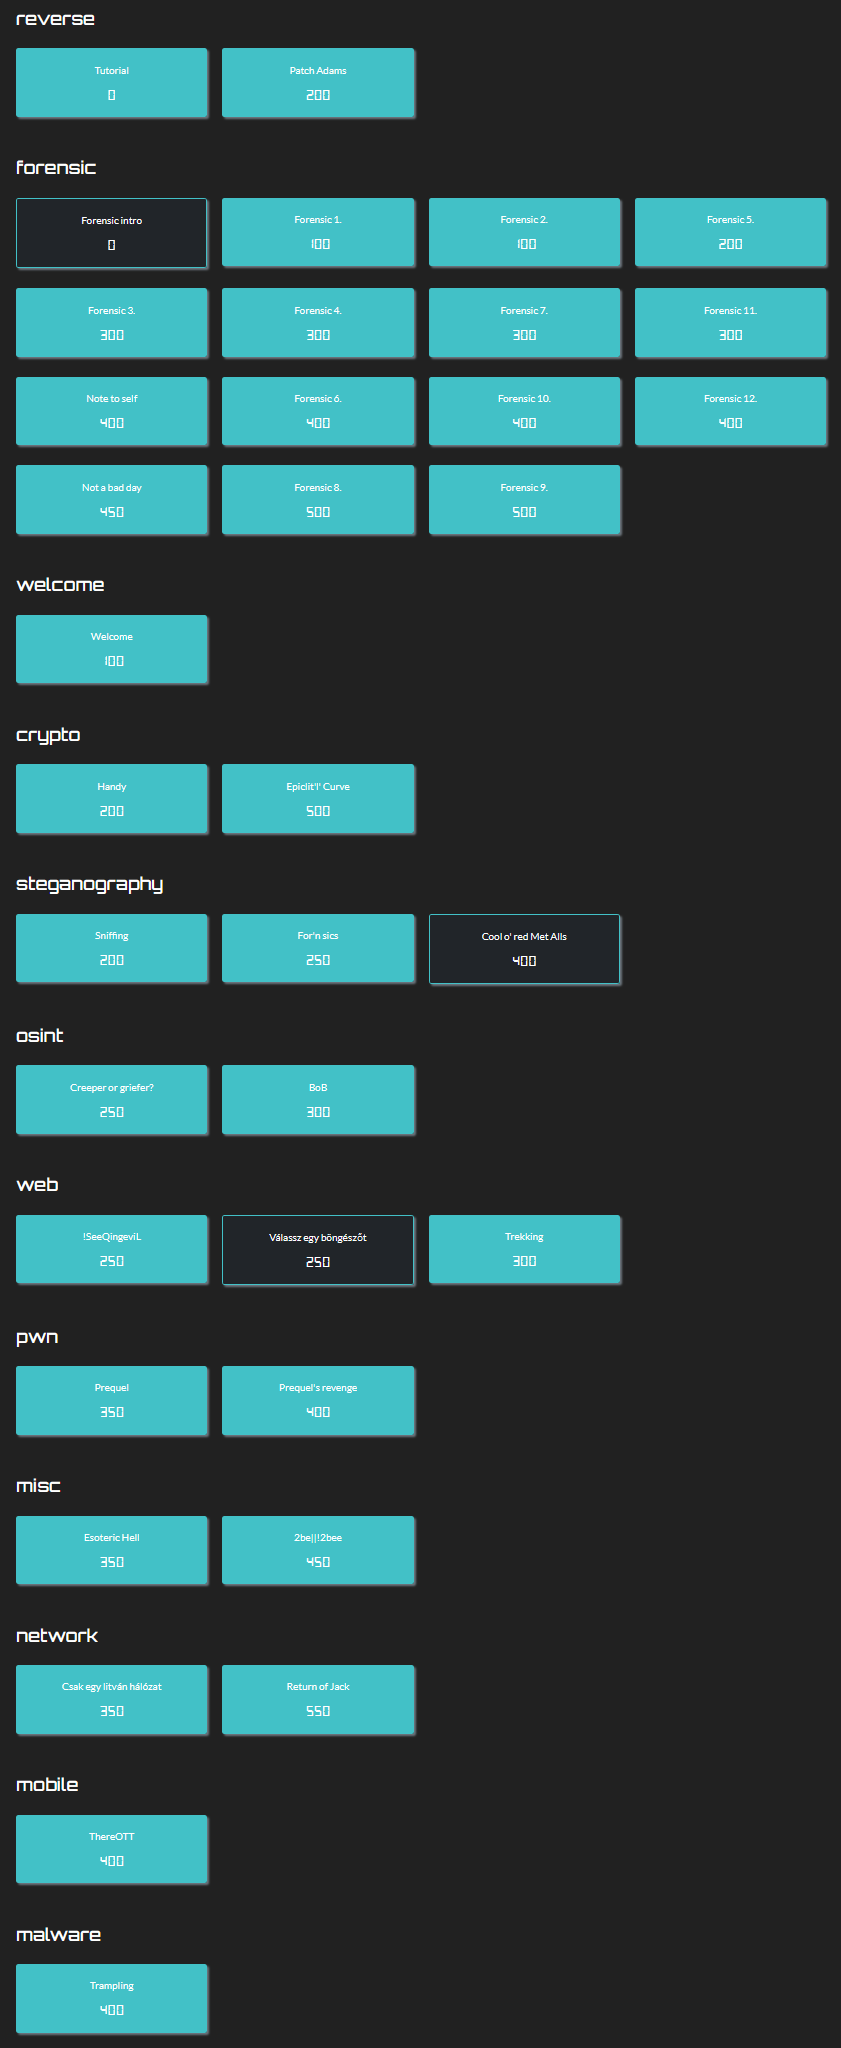 reverse
Tutorial
0
Patch Adams
200
forensic
Forensic intro
0
Forensic 1.
100
Forensic 2.
100
Forensic 5.
200
Forensic 3.
300
Forensic 4.
300
Forensic 7.
300
Forensic 11.
300
Note to self
400
Forensic 6.
400
Forensic 10.
400
Forensic 12.
400
Not a bad day
450
Forensic 8.
500
Forensic 9.
500
welcome
Welcome
100
crypto
Handy
200
Epiclit'l' Curve
500
steganography
Sniffing
200
For'n sics
250
Cool o' red Met Alls
400
osint
Creeper or griefer?
250
BoB
300
web
!SeeQingeviL
250
Válassz egy böngészőt
250
Trekking
300
pwn
Prequel
350
Prequel's revenge
400
misc
Esoteric Hell
350
2be||!2bee
450
network
Csak egy litván hálózat
350
Return of Jack
550
mobile
ThereOTT
400
malware
Trampling
400